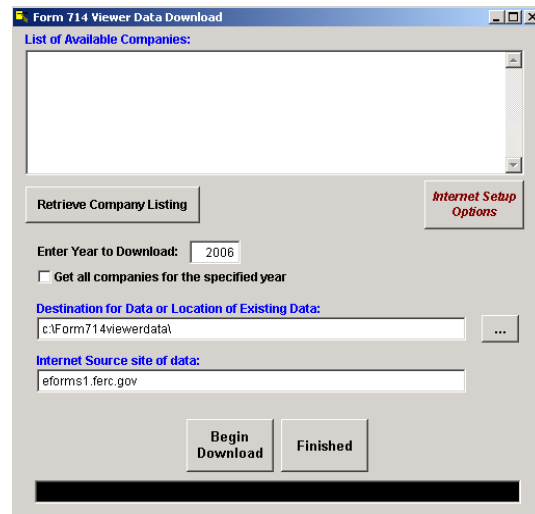 Form 714 Viewer Data Download
List of Available Companies:
Retrieve Company Listing
Internet Setup
Options
Enter Year to Download: 2006
Get all companies for the specified year
Destination for Data or Location of Existing Data:
c:\Form714viewerdata\
...
Internet Source site of data:
eforms1.ferc.gov
Begin
Download
Finished